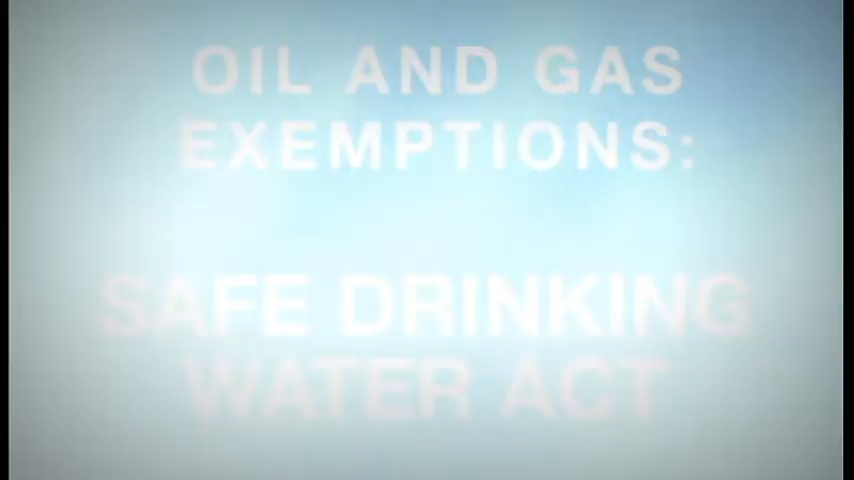 OIL AND GAS
EXEMPTIONS:
SAFE DRINKING
WATER ACT